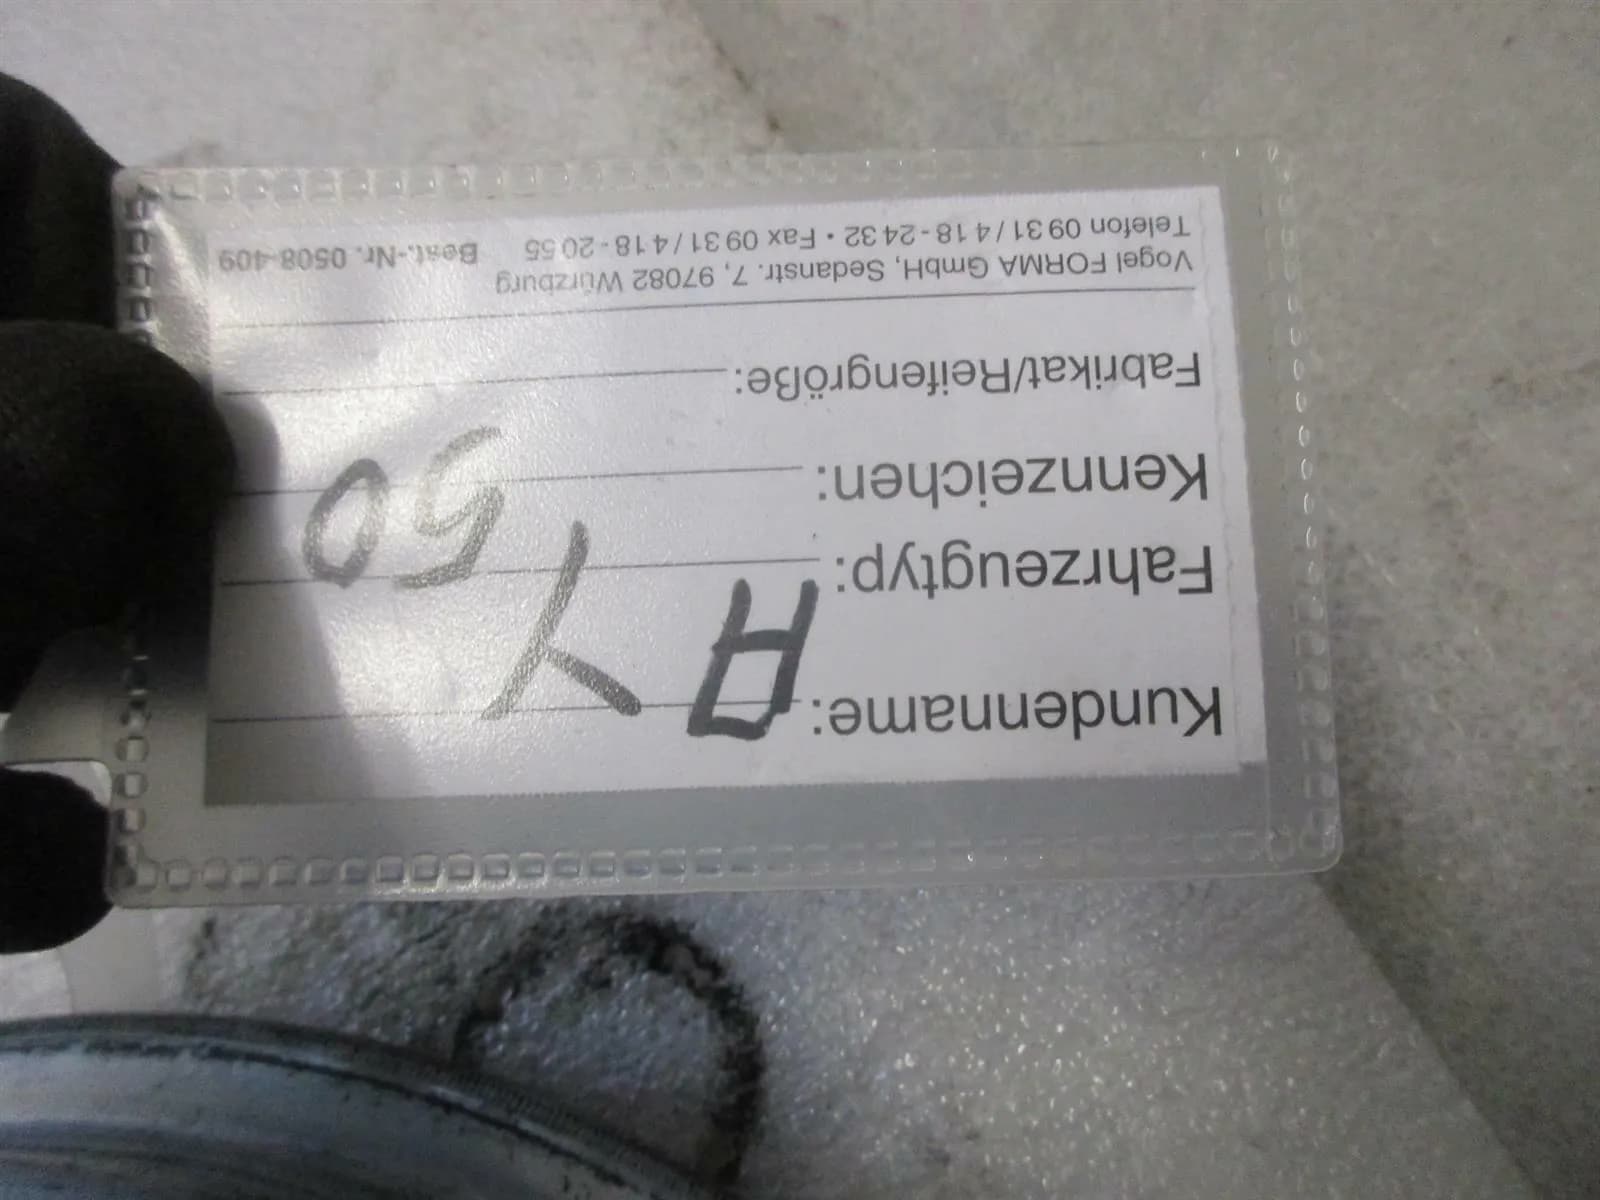 Kundenname:
A Y 50
Fahrzeugtyp:
Kennzeichen:
Fabrikat/Reifengröße:
Vogel FORMA GmbH, Sedanstr. 7, 97082 Würzburg
Telefon 09 31 / 4 18 - 24 32 • Fax 09 31 / 4 18 - 20 55 Best.-Nr. 0508-409